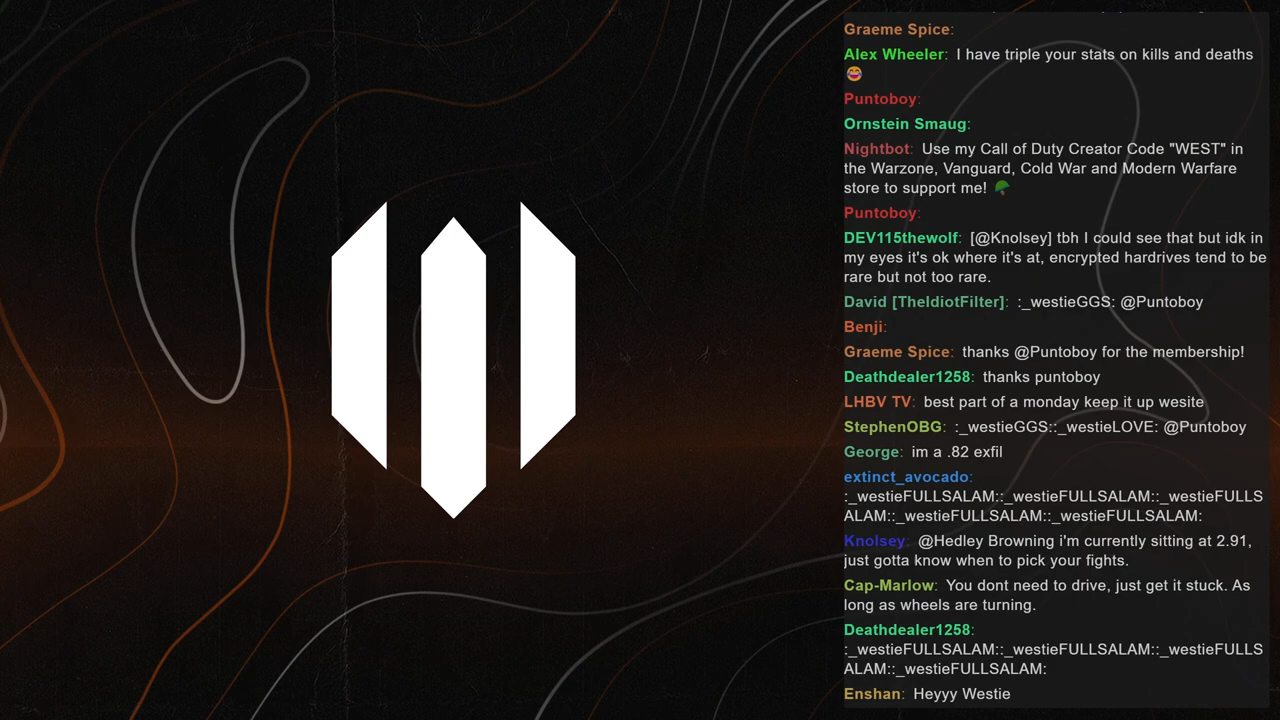 Graeme Spice:
Alex Wheeler: I have triple your stats on kills and deaths
😂
Puntoboy:
Ornstein Smaug:
Nightbot: Use my Call of Duty Creator Code "WEST" in
the Warzone, Vanguard, Cold War and Modern Warfare
store to support me!
Puntoboy:
DEV115thewolf: [@Knolsey] tbh I could see that but idk in
my eyes it's ok where it's at, encrypted hardrives tend to be
rare but not too rare.
David [TheIdiotFilter]: :_westieGGS: @Puntoboy
Benji:
Graeme Spice: thanks @Puntoboy for the membership!
Deathdealer1258: thanks puntoboy
LHBV TV: best part of a monday keep it up wesite
StephenOBG: :_westieGGS::_westieLOVE: @Puntoboy
George: im a .82 exfil
extinct_avocado:
:_westieFULLSALAM::_westieFULLSALAM::_westieFULLS
ALAM::_westieFULLSALAM::_westieFULLSALAM:
Knolsey: @Hedley Browning i'm currently sitting at 2.91,
just gotta know when to pick your fights.
Cap-Marlow: You dont need to drive, just get it stuck. As
long as wheels are turning.
Deathdealer1258:
:_westieFULLSALAM::_westieFULLSALAM::_westieFULLS
ALAM::_westieFULLSALAM:
Enshan: Heyyy Westie